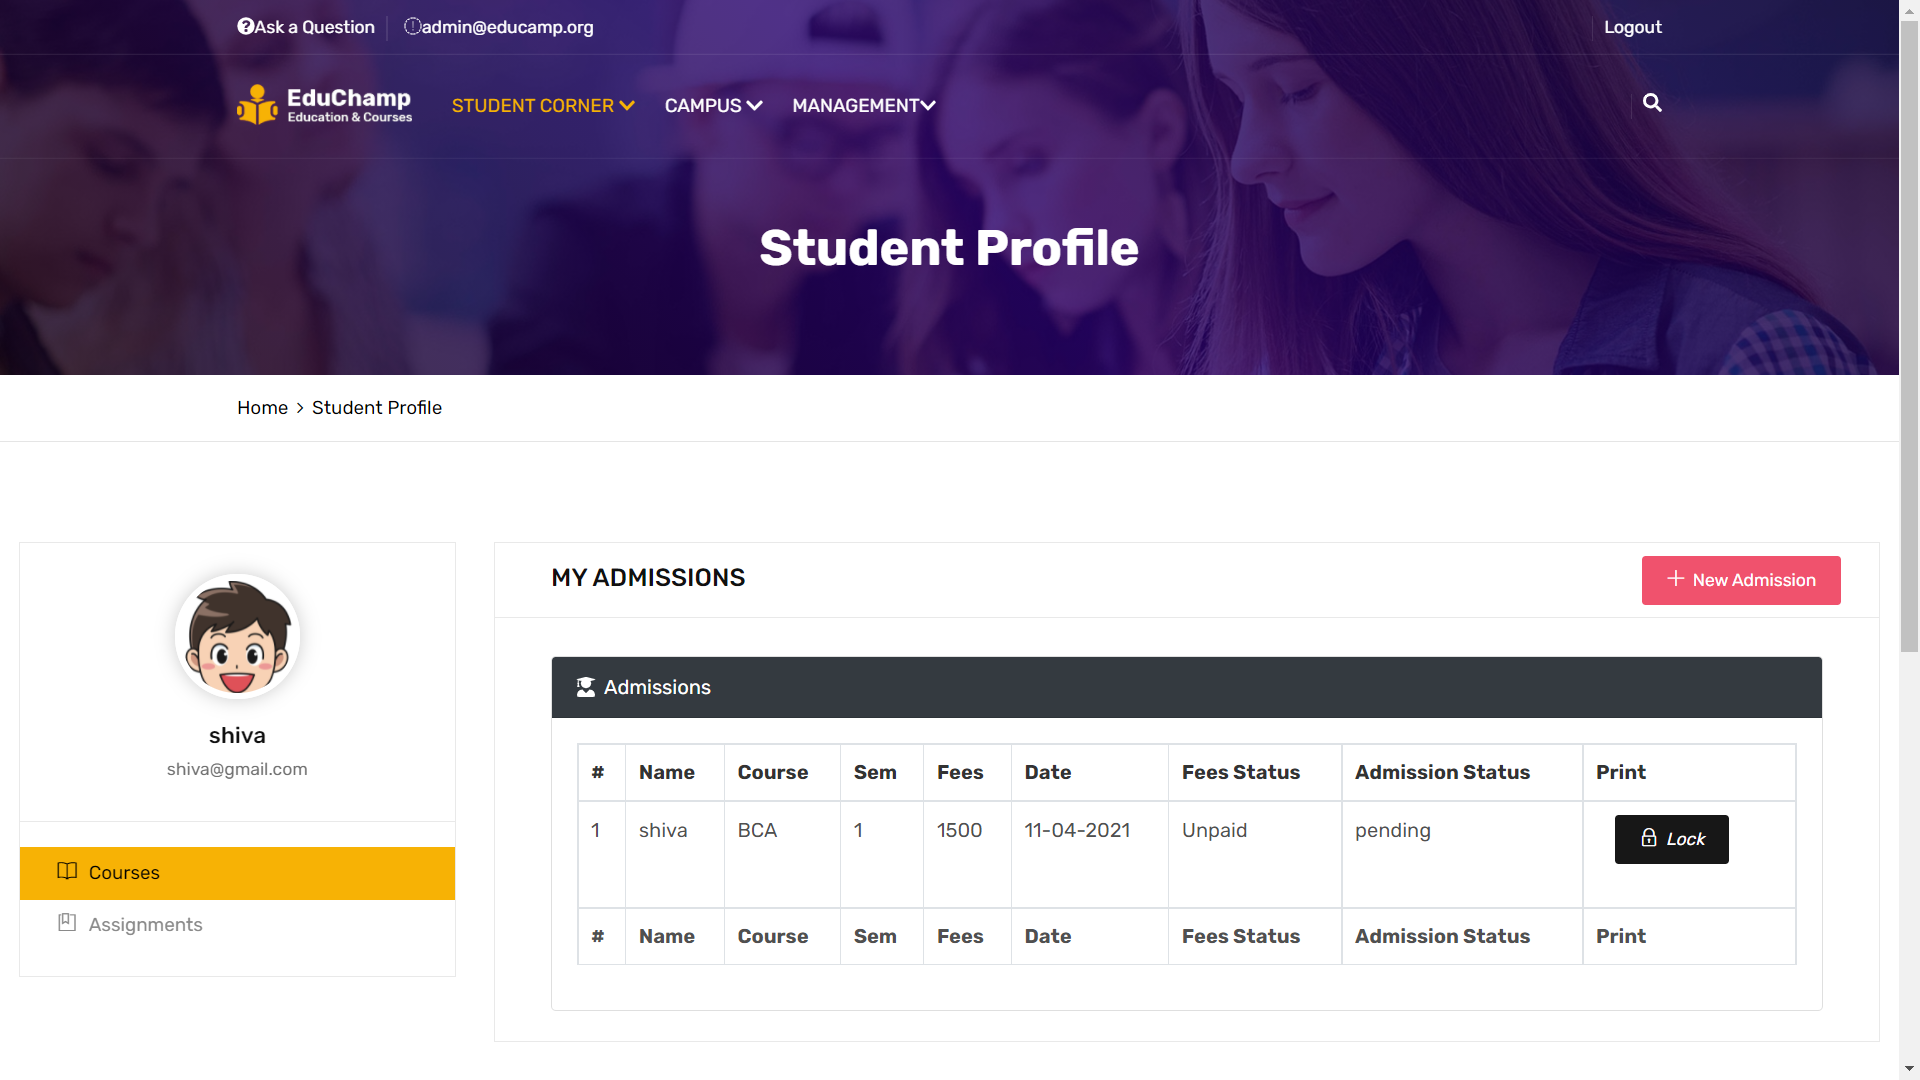 Ask a Question
admin@educamp.org
Logout
EduChamp
Education & Courses
STUDENT CORNER
CAMPUS
MANAGEMENT
Student Profile
Home > Student Profile
shiva
shiva@gmail.com
Courses
Assignments
MY ADMISSIONS
New Admission
Admissions
# Name Course Sem Fees Date Fees Status Admission Status Print
1 shiva BCA 1 1500 11-04-2021 Unpaid pending Lock
# Name Course Sem Fees Date Fees Status Admission Status Print